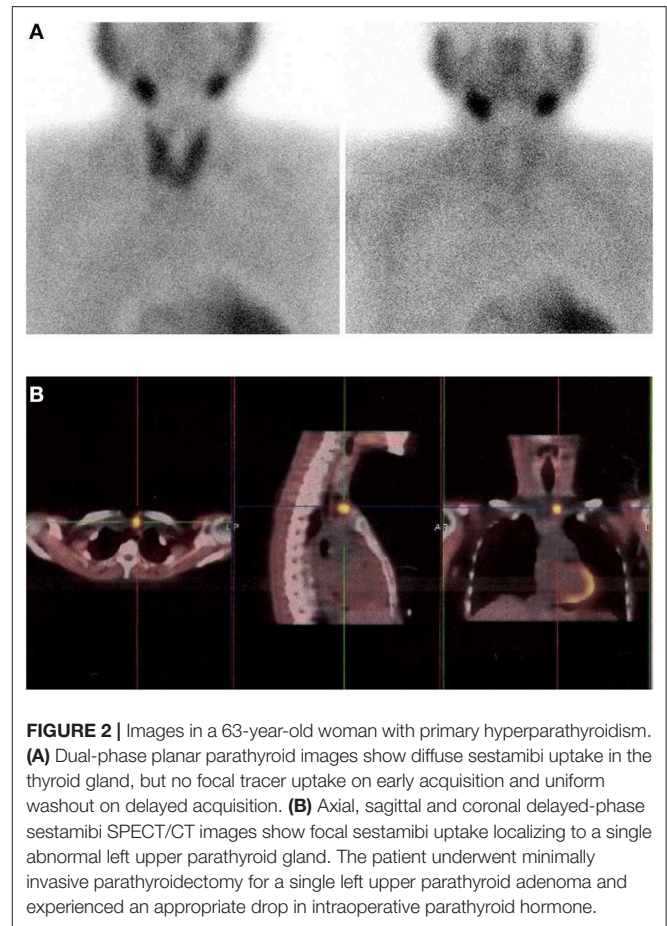 A
B
L P
A
FIGURE 2 | Images in a 63-year-old woman with primary hyperparathyroidism.
(A) Dual-phase planar parathyroid images show diffuse sestamibi uptake in the
thyroid gland, but no focal tracer uptake on early acquisition and uniform
washout on delayed acquisition. (B) Axial, sagittal and coronal delayed-phase
sestamibi SPECT/CT images show focal sestamibi uptake localizing to a single
abnormal left upper parathyroid gland. The patient underwent minimally
invasive parathyroidectomy for a single left upper parathyroid adenoma and
experienced an appropriate drop in intraoperative parathyroid hormone.